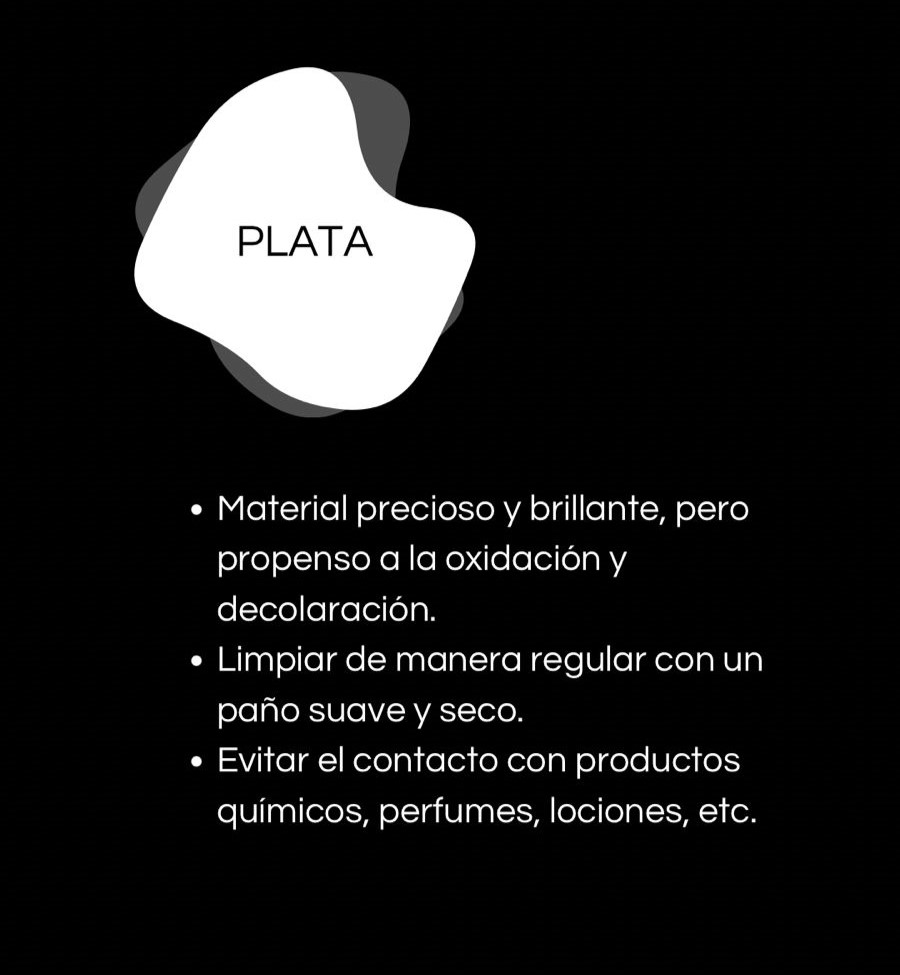 PLATA
• Material precioso y brillante, pero
propenso a la oxidación y
decolaración.
• Limpiar de manera regular con un
paño suave y seco.
• Evitar el contacto con productos
químicos, perfumes, lociones, etc.